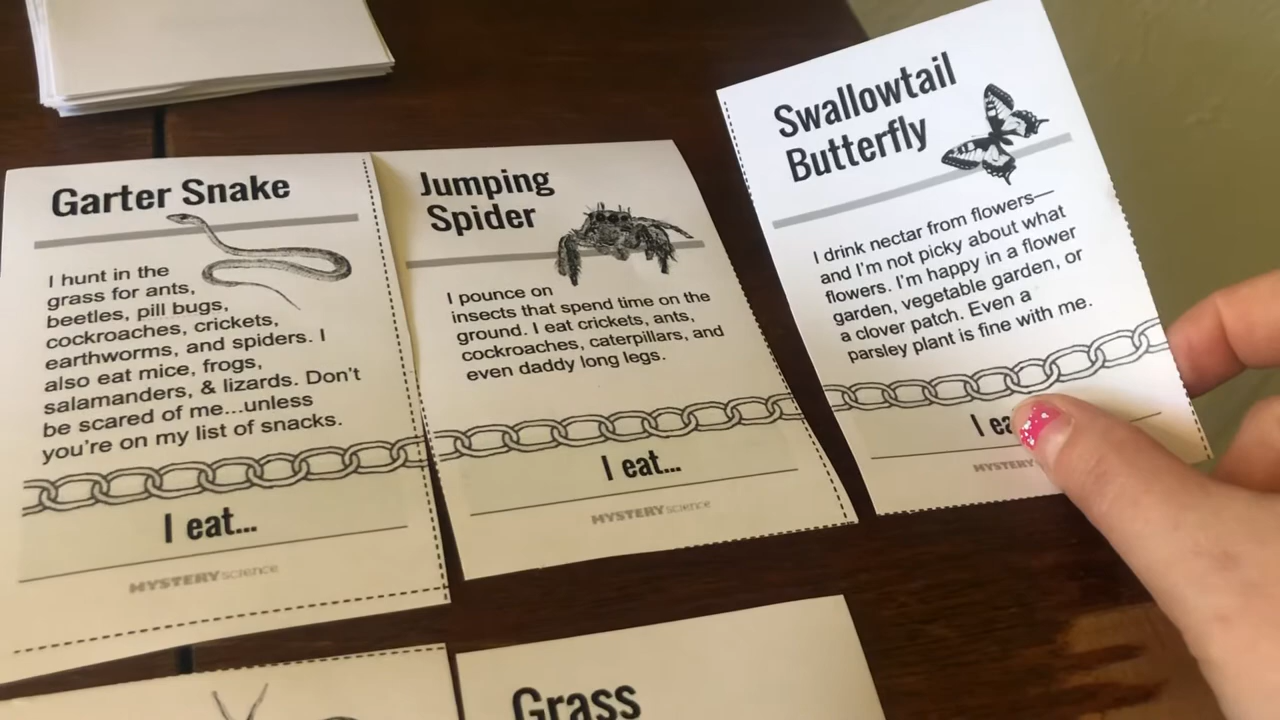 Garter Snake
I hunt in the
grass for ants,
beetles, pill bugs,
cockroaches, crickets,
earthworms, and spiders. I
also eat mice, frogs,
salamanders, & lizards. Don't
be scared of me...unless
you're on my list of snacks.
I eat...
MYSTERYscience
Jumping
Spider
I pounce on
insects that spend time on the
ground. I eat crickets, ants,
cockroaches, caterpillars, and
even daddy long legs.
I eat...
MYSTERYscience
Swallowtail
Butterfly
I drink nectar from flowers—
and I'm not picky about what
flowers. I'm happy in a flower
garden, vegetable garden, or
a clover patch. Even a
parsley plant is fine with me.
I ea
MYSTERY
Grass